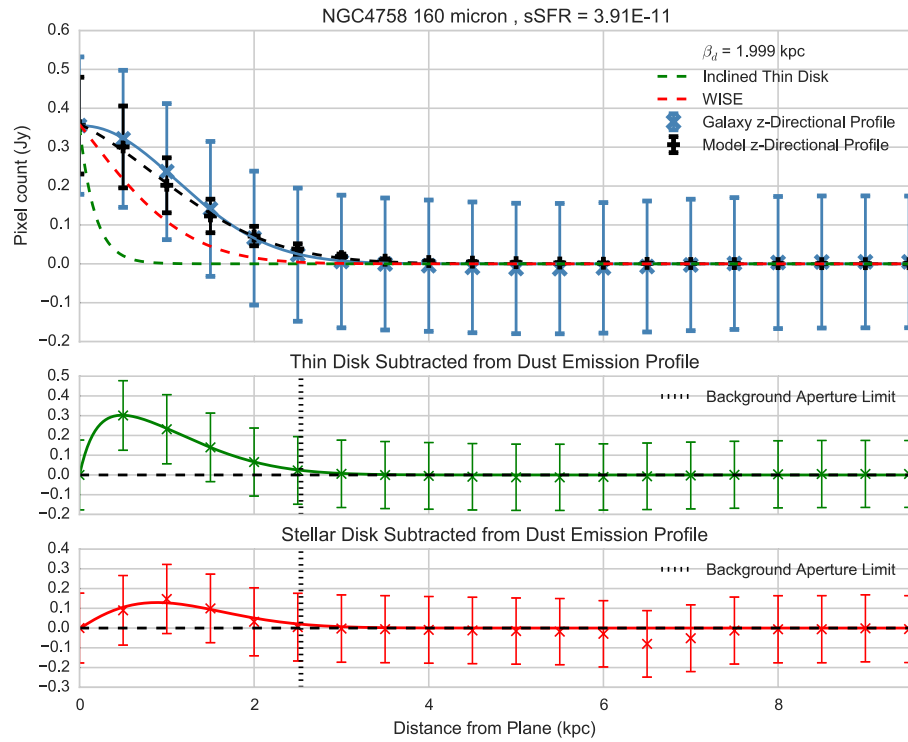 NGC4758 160 micron , sSFR = 3.91E-11
β_d = 1.999 kpc
Inclined Thin Disk
WISE
Galaxy z-Directional Profile
Model z-Directional Profile
Pixel count (Jy)
0.6
0.5
0.4
0.3
0.2
0.1
0.0
−0.1
−0.2
Thin Disk Subtracted from Dust Emission Profile
Background Aperture Limit
0.5
0.4
0.3
0.2
0.1
0.0
−0.1
−0.2
Stellar Disk Subtracted from Dust Emission Profile
Background Aperture Limit
0.4
0.3
0.2
0.1
0.0
−0.1
−0.2
−0.3
0 2 4 6 8
Distance from Plane (kpc)